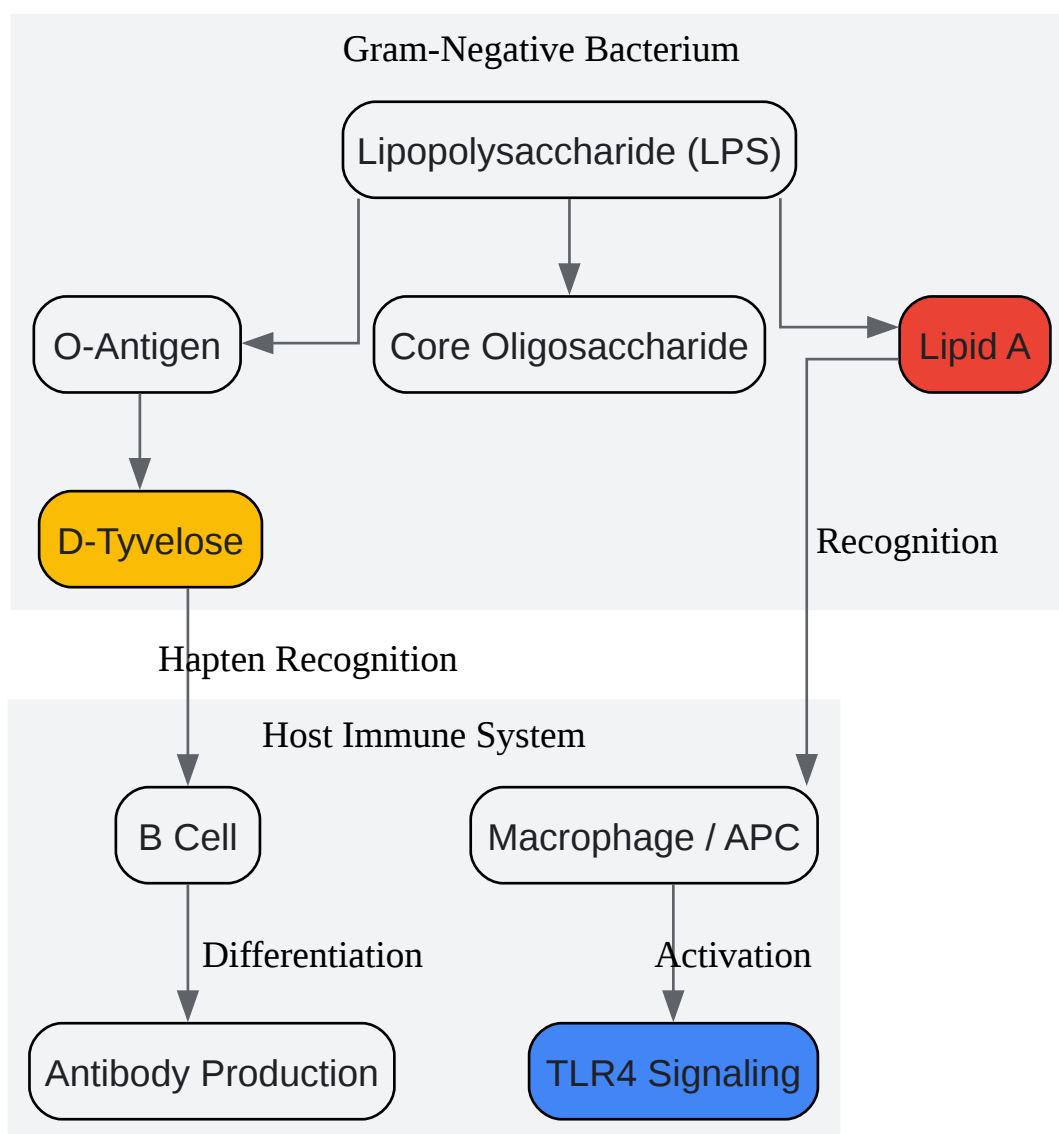 Gram-Negative Bacterium
Lipopolysaccharide (LPS)
O-Antigen
Core Oligosaccharide
Lipid A
D-Tyvelose
Recognition
Hapten Recognition
Host Immune System
B Cell
Macrophage / APC
Differentiation
Activation
Antibody Production
TLR4 Signaling